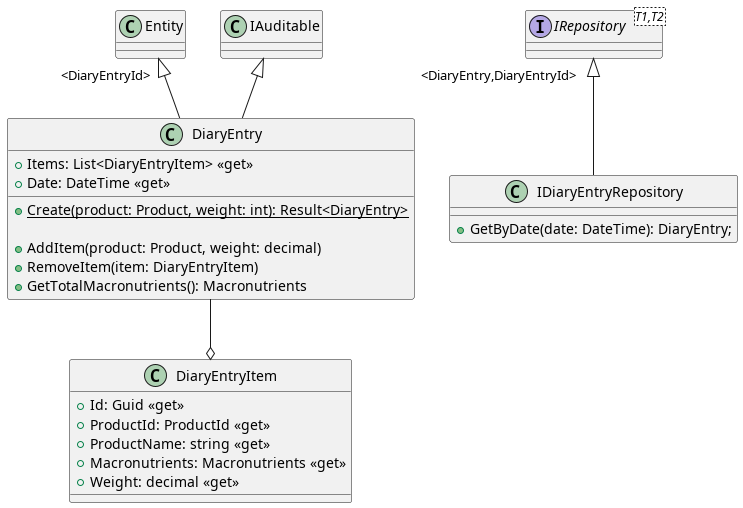 C Entity
C IAuditable
I IRepository
T1,T2
<DiaryEntryId>
<DiaryEntry,DiaryEntryId>
C DiaryEntry
Items: List<DiaryEntryItem> «get»
Date: DateTime «get»
Create(product: Product, weight: int): Result<DiaryEntry>
AddItem(product: Product, weight: decimal)
RemoveItem(item: DiaryEntryItem)
GetTotalMacronutrients(): Macronutrients
C IDiaryEntryRepository
GetByDate(date: DateTime): DiaryEntry;
C DiaryEntryItem
Id: Guid «get»
ProductId: ProductId «get»
ProductName: string «get»
Macronutrients: Macronutrients «get»
Weight: decimal «get»